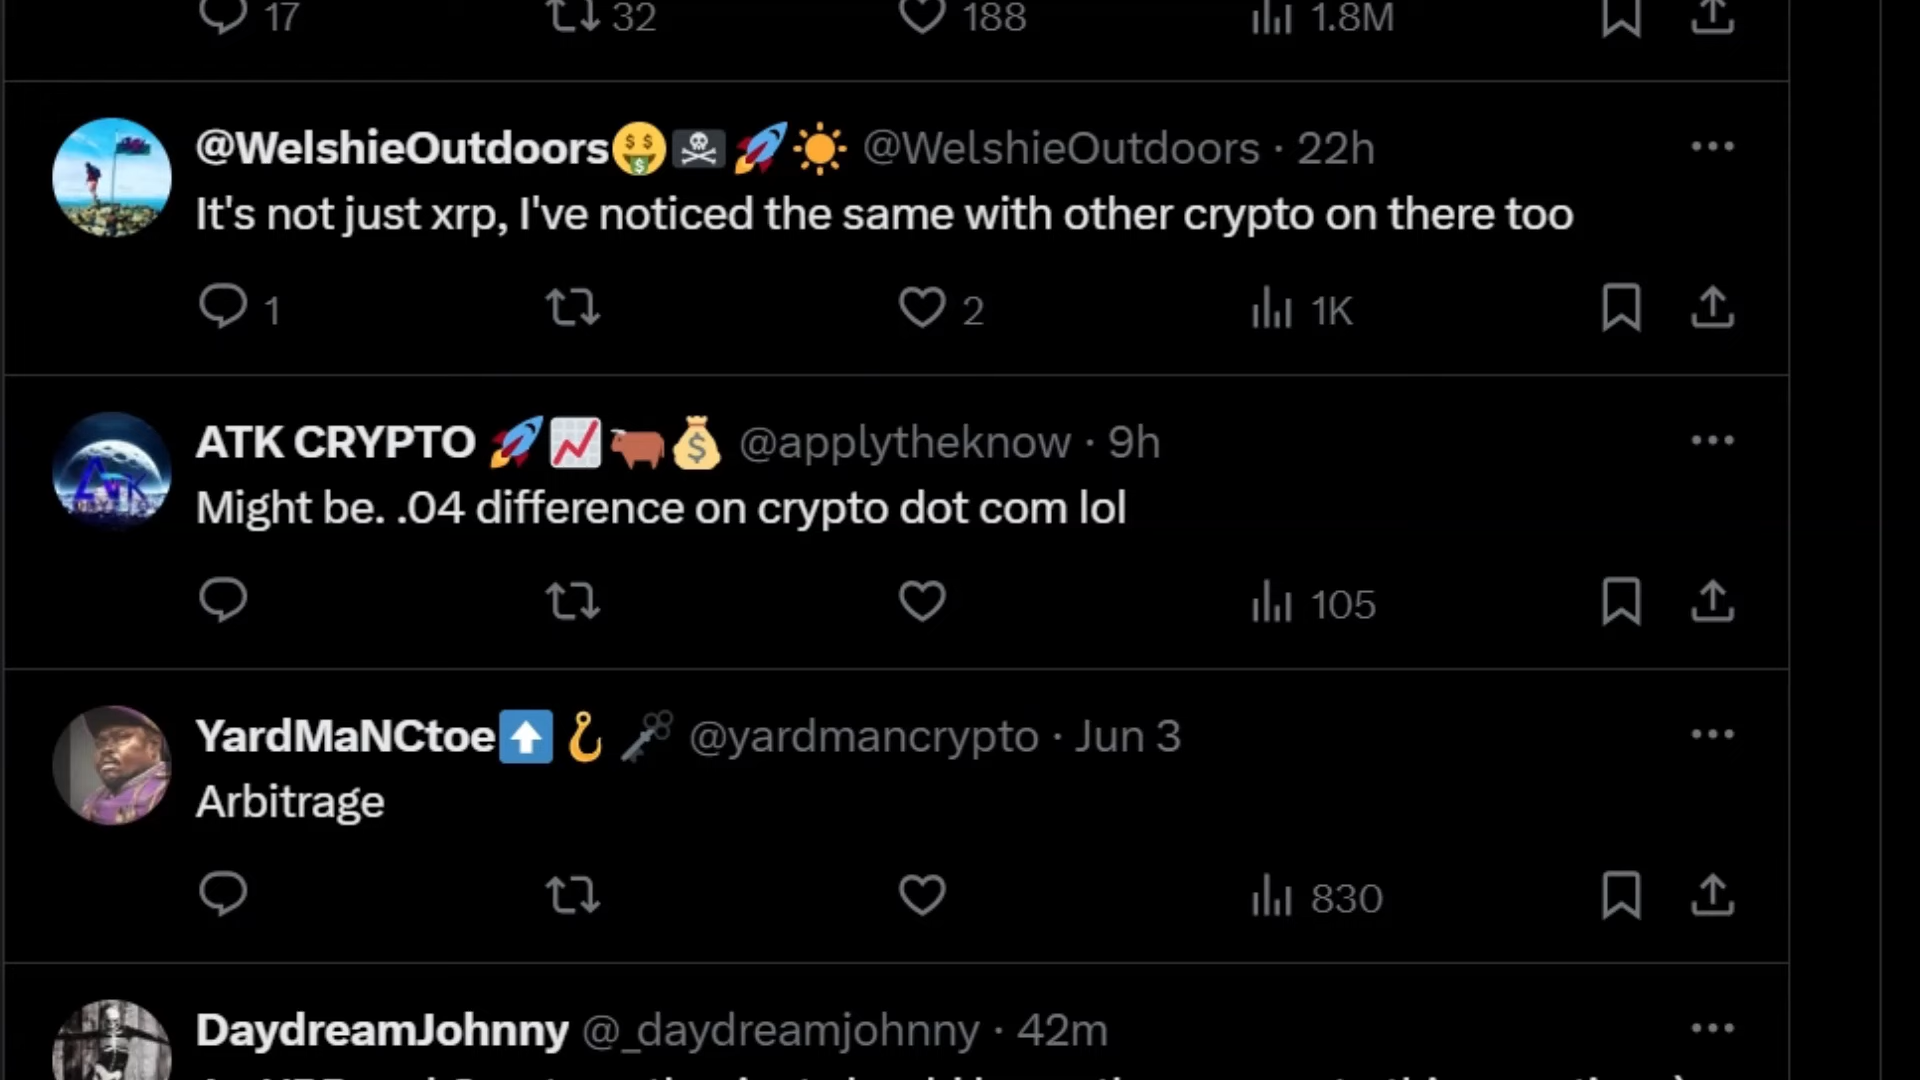 17 32 188 1.8M
@WelshieOutdoors @WelshieOutdoors · 22h
It's not just xrp, I've noticed the same with other crypto on there too
1 2 1K
ATK CRYPTO @applytheknow · 9h
Might be. .04 difference on crypto dot com lol
105
YardMaNCtoe @yardmancrypto · Jun 3
Arbitrage
830
DaydreamJohnny @_daydreamjohnny · 42m